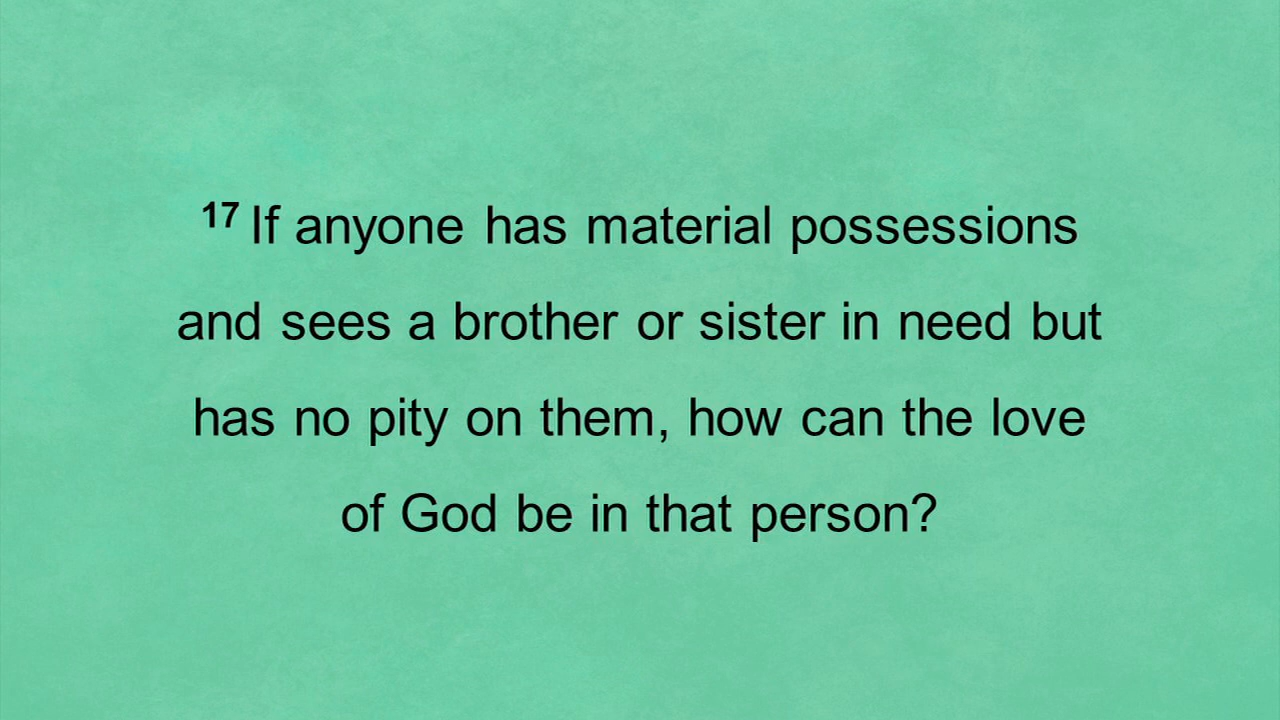 17 If anyone has material possessions
and sees a brother or sister in need but
has no pity on them, how can the love
of God be in that person?